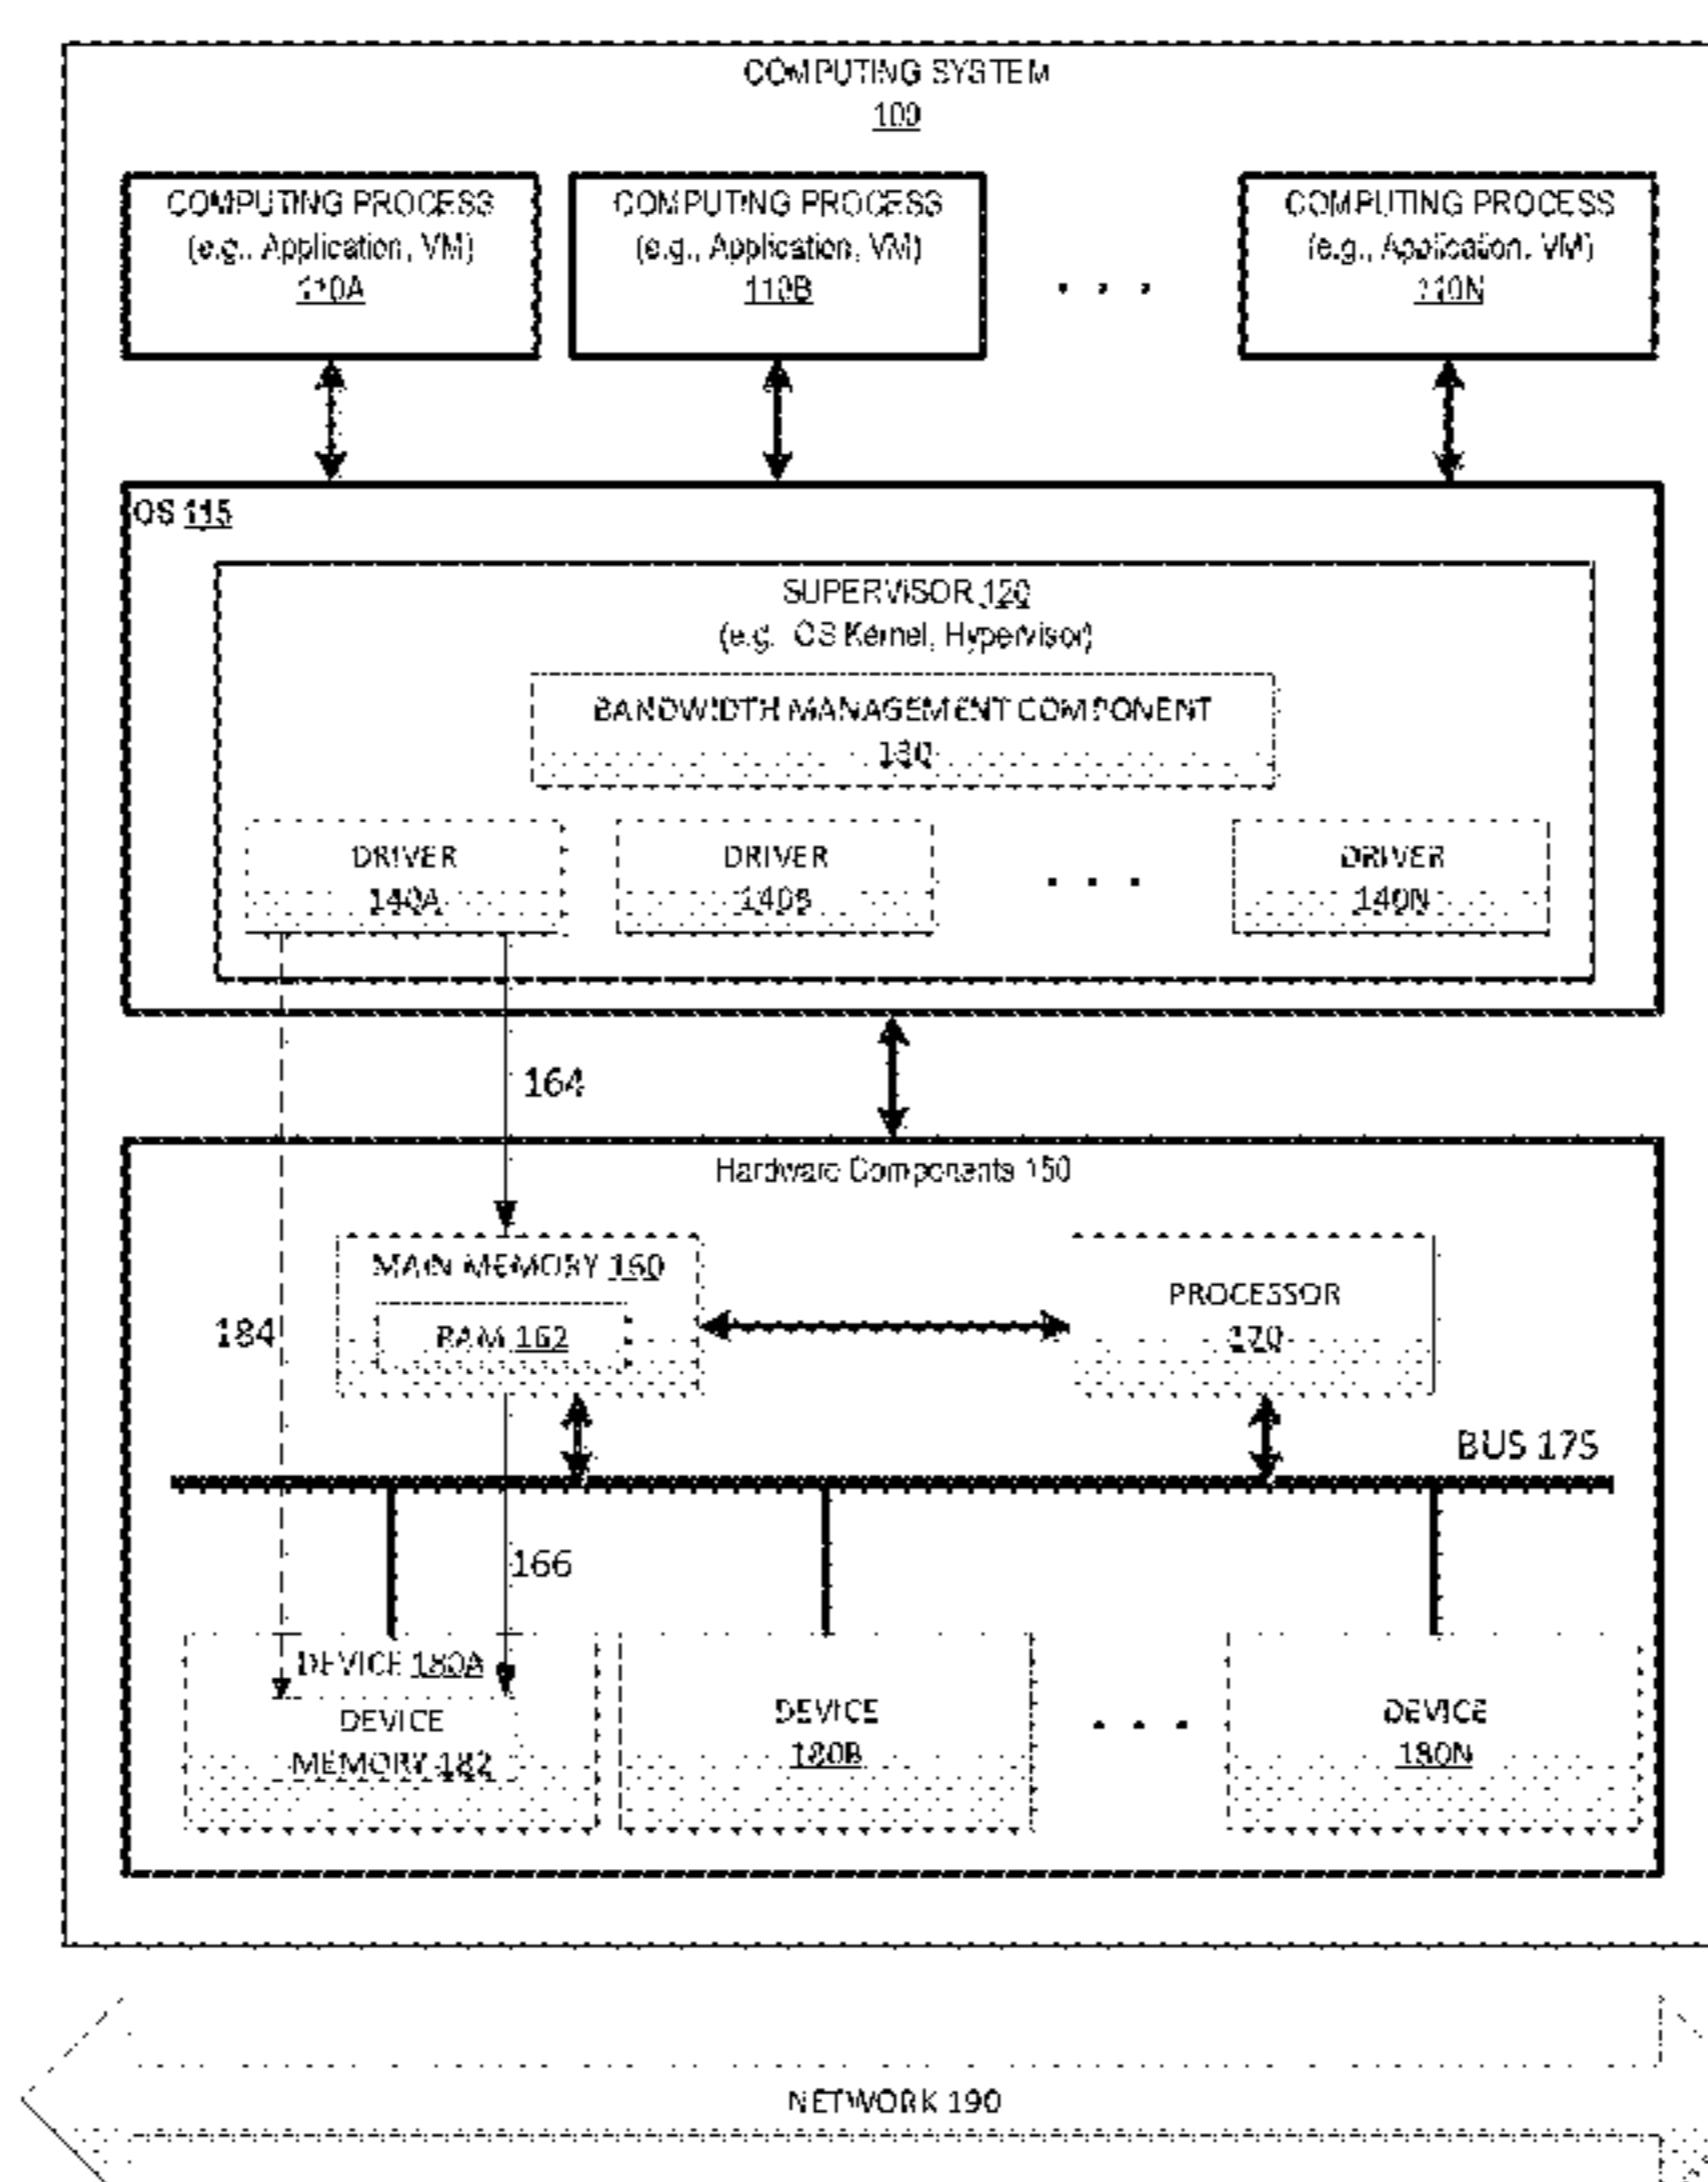 COMPUTING SYSTEM
100
COMPUTING PROCESS
(e.g., Application, VM)
110A
COMPUTING PROCESS
(e.g., Application, VM)
110B
. . .
COMPUTING PROCESS
(e.g., Application, VM)
110N
OS 115
SUPERVISOR 120
(e.g. OS Kernel, Hypervisor)
BANDWIDTH MANAGEMENT COMPONENT
130
DRIVER
140A
DRIVER
140B
. . .
DRIVER
140N
164
Hardware Components 150
MAIN MEMORY 160
RAM 162
PROCESSOR
170
184
BUS 175
166
DEVICE 180A
DEVICE
MEMORY 182
DEVICE
180B
. . .
DEVICE
180N
NETWORK 190